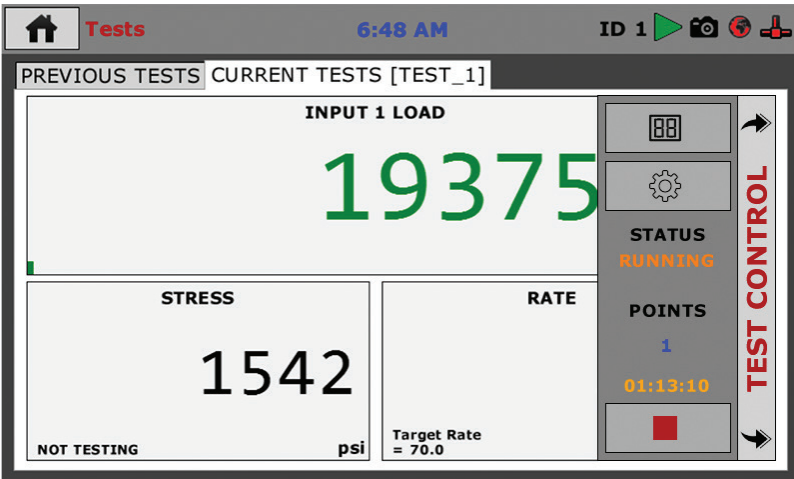 Tests
6:48 AM
ID 1
PREVIOUS TESTS
CURRENT TESTS [TEST_1]
INPUT 1 LOAD
19375
STRESS
1542
NOT TESTING
psi
RATE
Target Rate
= 70.0
88
STATUS
RUNNING
POINTS
1
01:13:10
TEST CONTROL